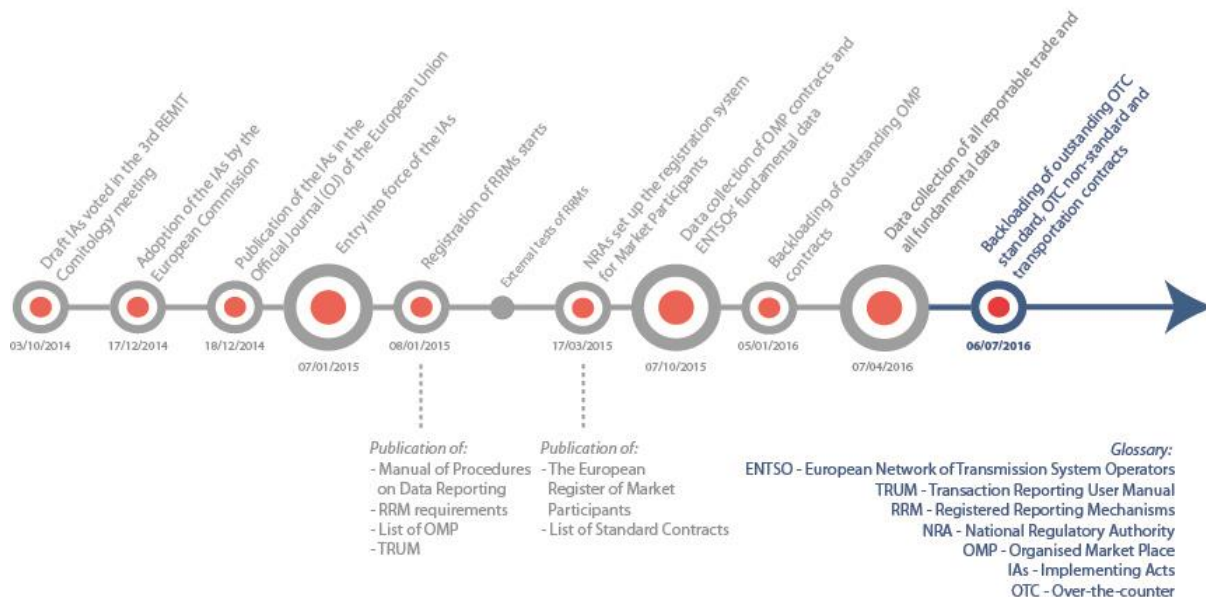 Draft IAs voted in the 3rd REMIT
Comitology meeting
Adoption of the IAs by the
European Commission
Publication of the IAs in the
Official Journal (OJ) of the European Union
Entry into force of the IAs
Registration of RRMs starts
External tests of RRMs
NRAs set up the registration system
for Market Participants
Data collection of OMP contracts and
ENTSOs' fundamental data
Backloading of outstanding OMP
contracts
Data collection of all reportable trade and
all fundamental data
Backloading of outstanding OTC
standard, OTC non-standard and
transportation contracts
03/10/2014
17/12/2014
18/12/2014
07/01/2015
08/01/2015
17/03/2015
07/10/2015
05/01/2016
07/04/2016
06/07/2016
Publication of:
- Manual of Procedures
on Data Reporting
- RRM requirements
- List of OMP
- TRUM
Publication of:
- The European
Register of Market
Participants
- List of Standard Contracts
Glossary:
ENTSO - European Network of Transmission System Operators
TRUM - Transaction Reporting User Manual
RRM - Registered Reporting Mechanisms
NRA - National Regulatory Authority
OMP - Organised Market Place
IAs - Implementing Acts
OTC - Over-the-counter